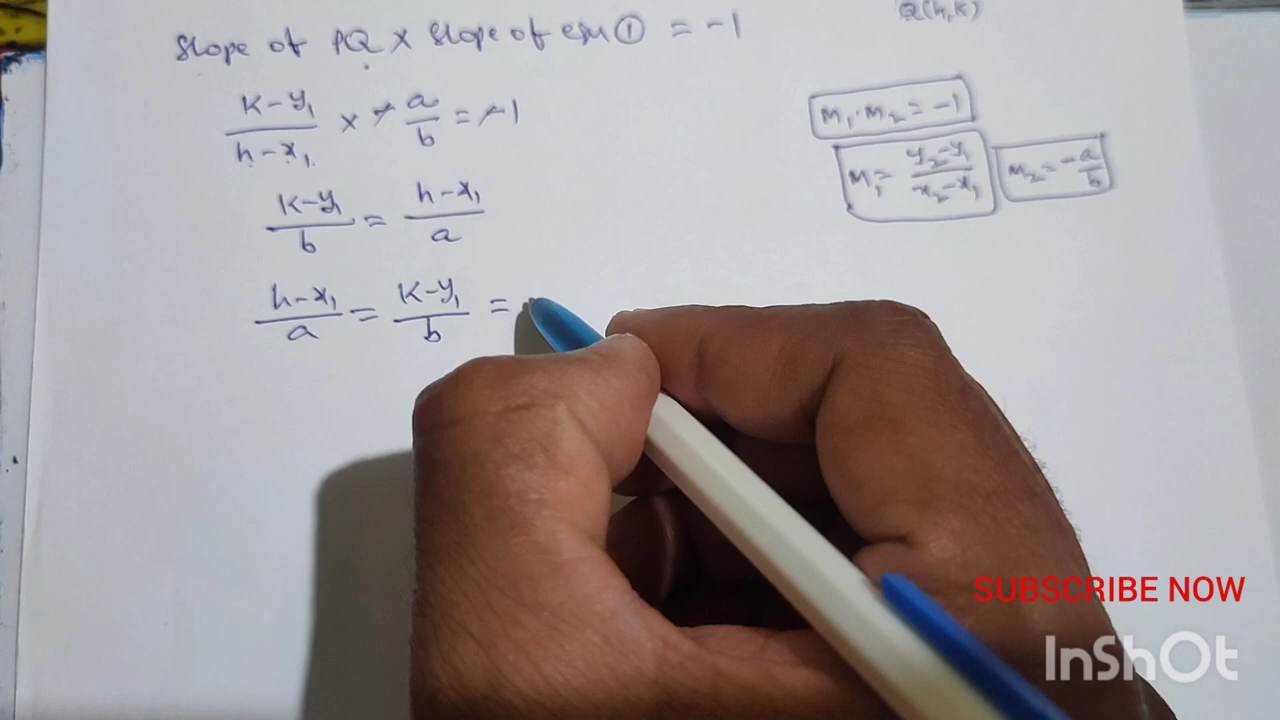 Q(h,k)
Slope of PQ × Slope of eqn ① = -1
K-y₁/h-x₁ × -a/b = -1
m₁·m₂ = -1
m₁ = y₂-y₁/x₂-x₁
m₂ = -a/b
K-y₁/b = h-x₁/a
h-x₁/a = K-y₁/b =
SUBSCRIBE NOW
InShOt